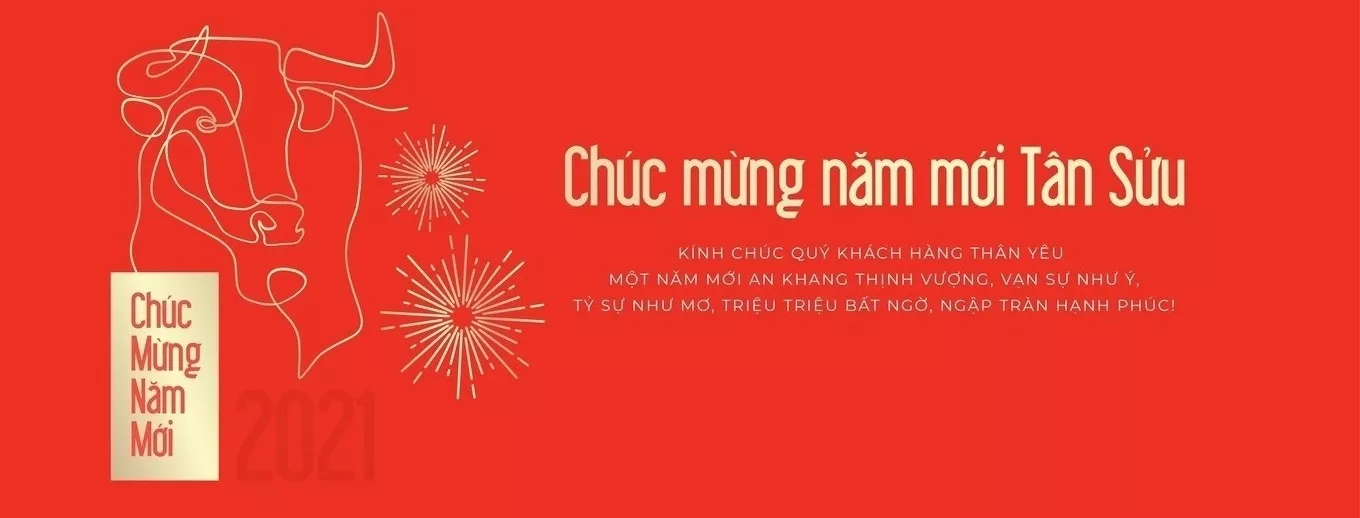 Chúc mừng năm mới Tân Sửu
KÍNH CHÚC QUÝ KHÁCH HÀNG THÂN YÊU
MỘT NĂM MỚI AN KHANG THỊNH VƯỢNG, VẠN SỰ NHƯ Ý,
TỶ SỰ NHƯ MƠ, TRIỆU TRIỆU BẤT NGỜ, NGẬP TRÀN HẠNH PHÚC!
Chúc
Mừng
Năm
Mới
2021